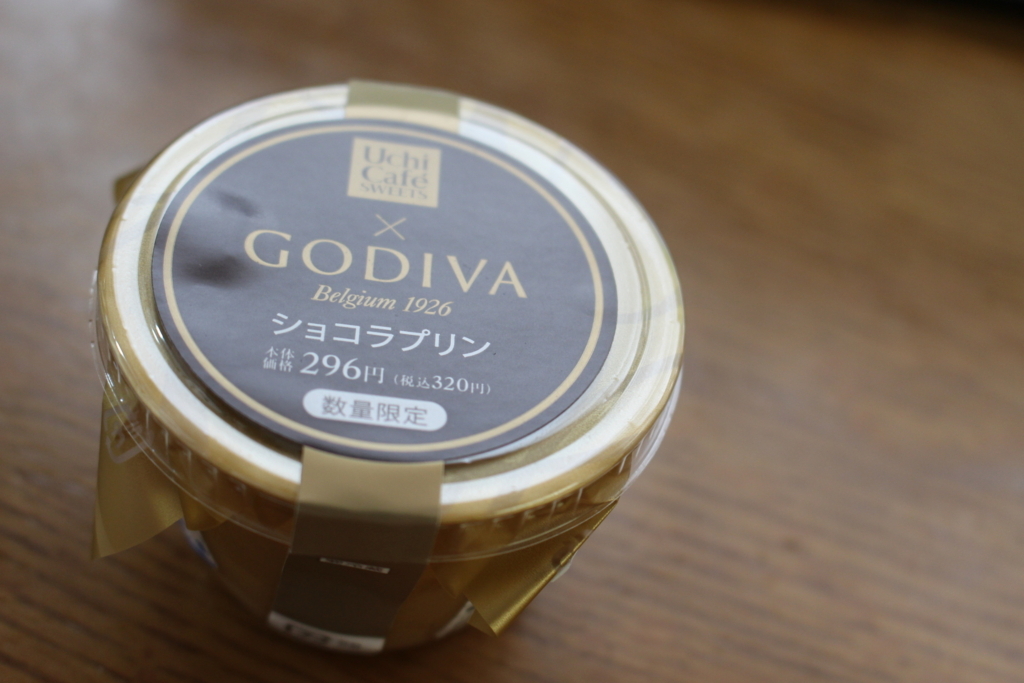 Uchi
Café
SWEETS
×
GODIVA
Belgium 1926
ショコラプリン
本体価格 296円 (税込320円)
数量限定